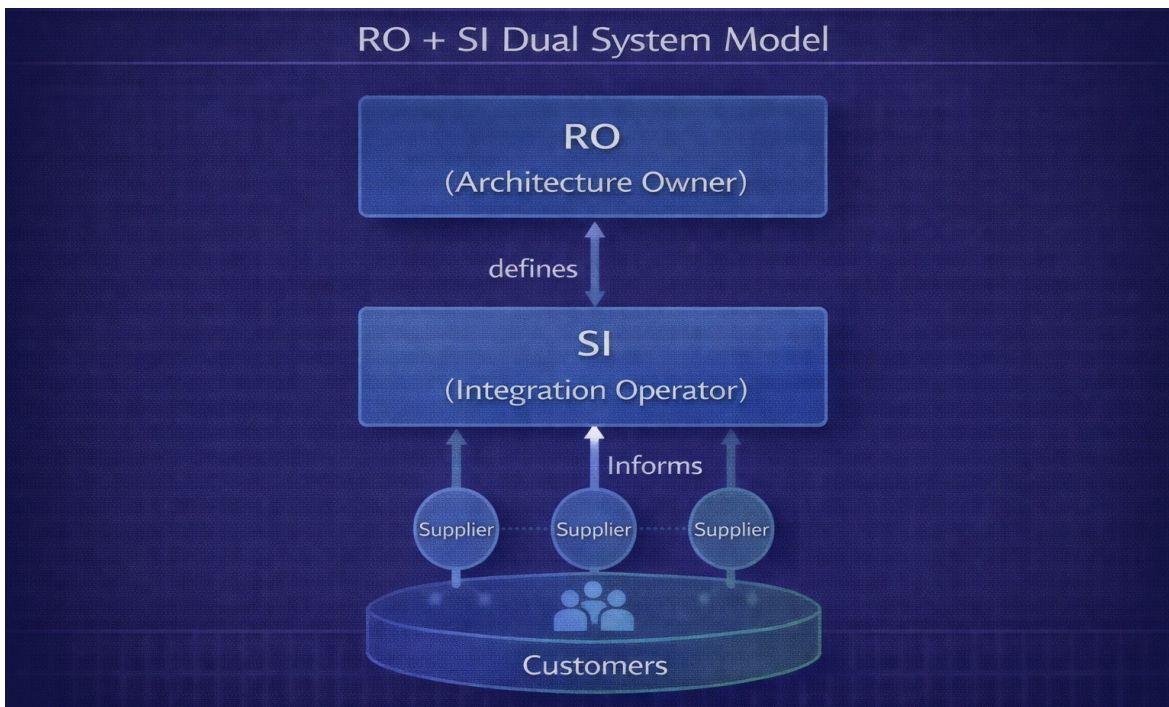 RO + SI Dual System Model
RO
(Architecture Owner)
defines
SI
(Integration Operator)
Informs
Supplier
Supplier
Supplier
Customers